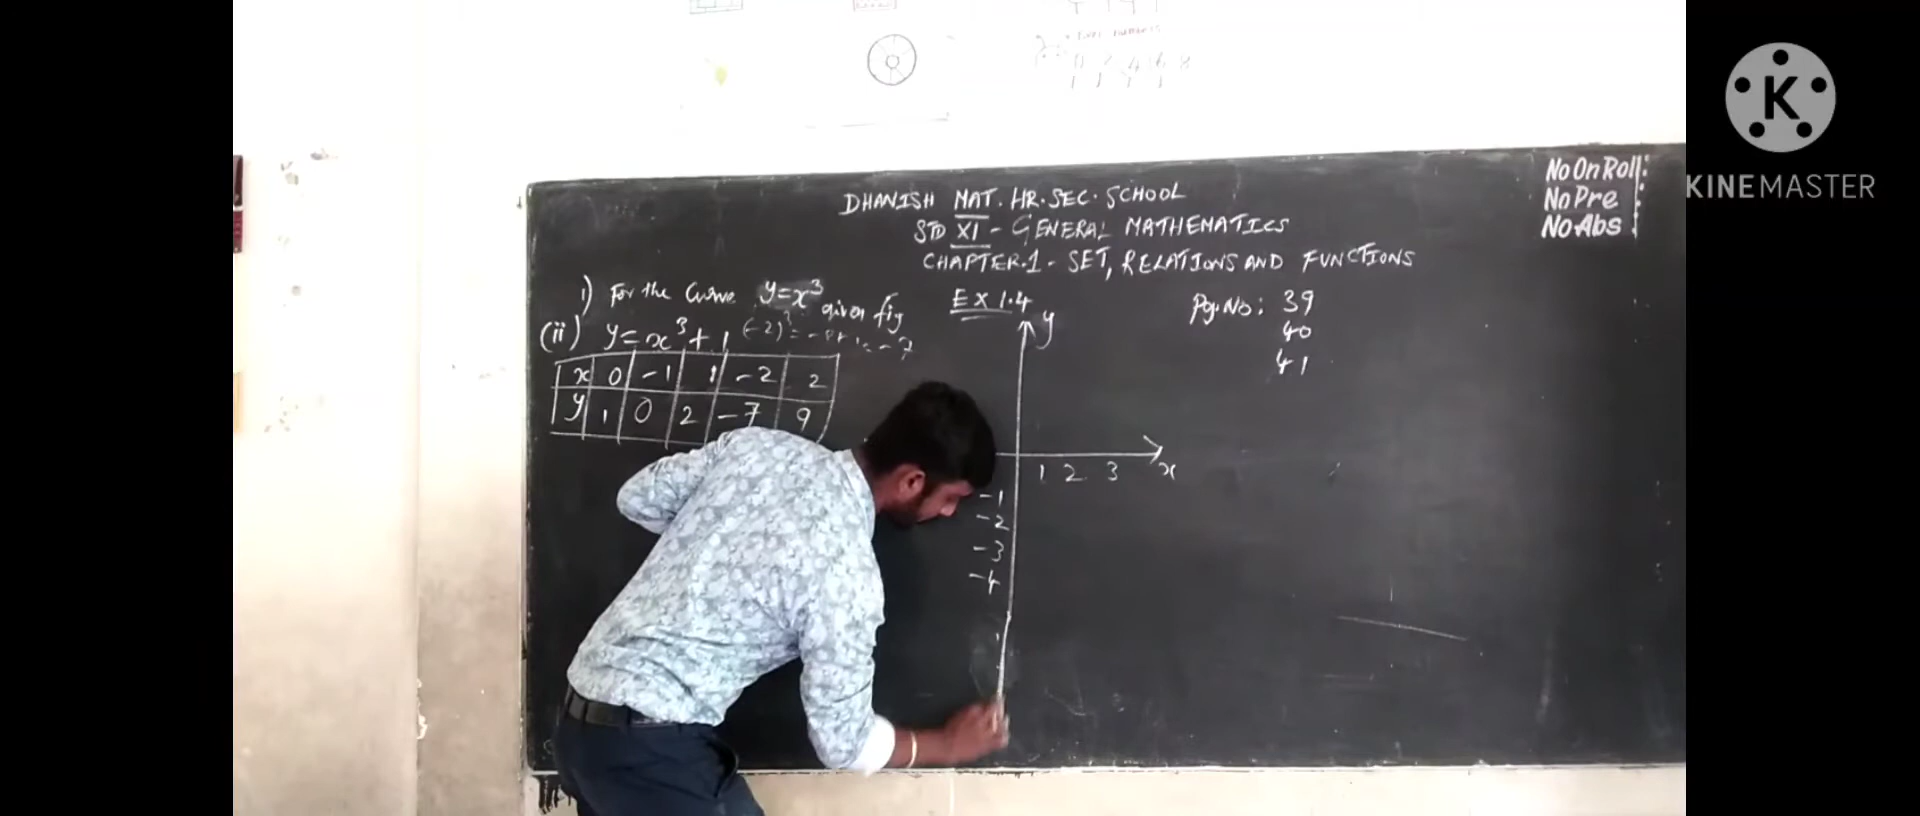 No On Roll:
No Pre :
No Abs :
K
KINEMASTER
DHANISH MAT. HR. SEC. SCHOOL
STD XI - GENERAL MATHEMATICS
CHAPTER.1 - SET, RELATIONS AND FUNCTIONS
i) For the Curve y=x³ given fig
EX 1.4
Pg.No: 39
40
41
(ii) y=x³+1
x 0 -1 1 -2 2
y 1 0 2 -7 9
y
1 2 3 x
-1
-2
-3
-4